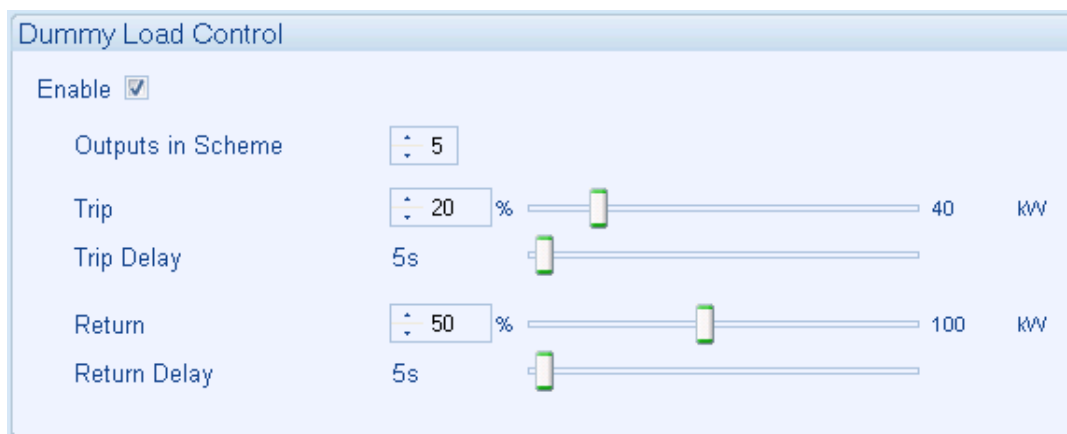 Dummy Load Control
Enable
Outputs in Scheme 5
Trip 20 % 40 kW
Trip Delay 5s
Return 50 % 100 kW
Return Delay 5s